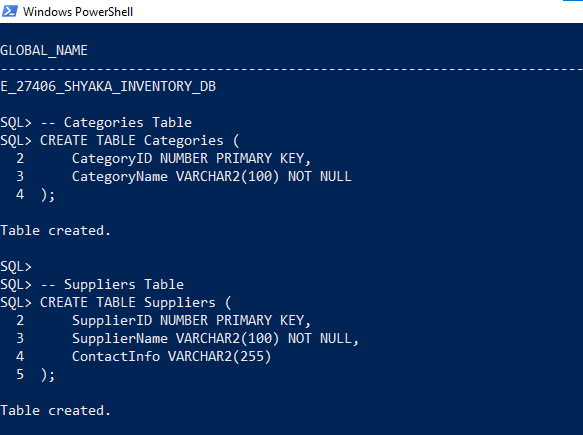 Windows PowerShell
GLOBAL_NAME
--------------------------------------------------------------------------------
E_27406_SHYAKA_INVENTORY_DB
SQL> -- Categories Table
SQL> CREATE TABLE Categories (
  2      CategoryID NUMBER PRIMARY KEY,
  3      CategoryName VARCHAR2(100) NOT NULL
  4  );
Table created.
SQL>
SQL> -- Suppliers Table
SQL> CREATE TABLE Suppliers (
  2      SupplierID NUMBER PRIMARY KEY,
  3      SupplierName VARCHAR2(100) NOT NULL,
  4      ContactInfo VARCHAR2(255)
  5  );
Table created.